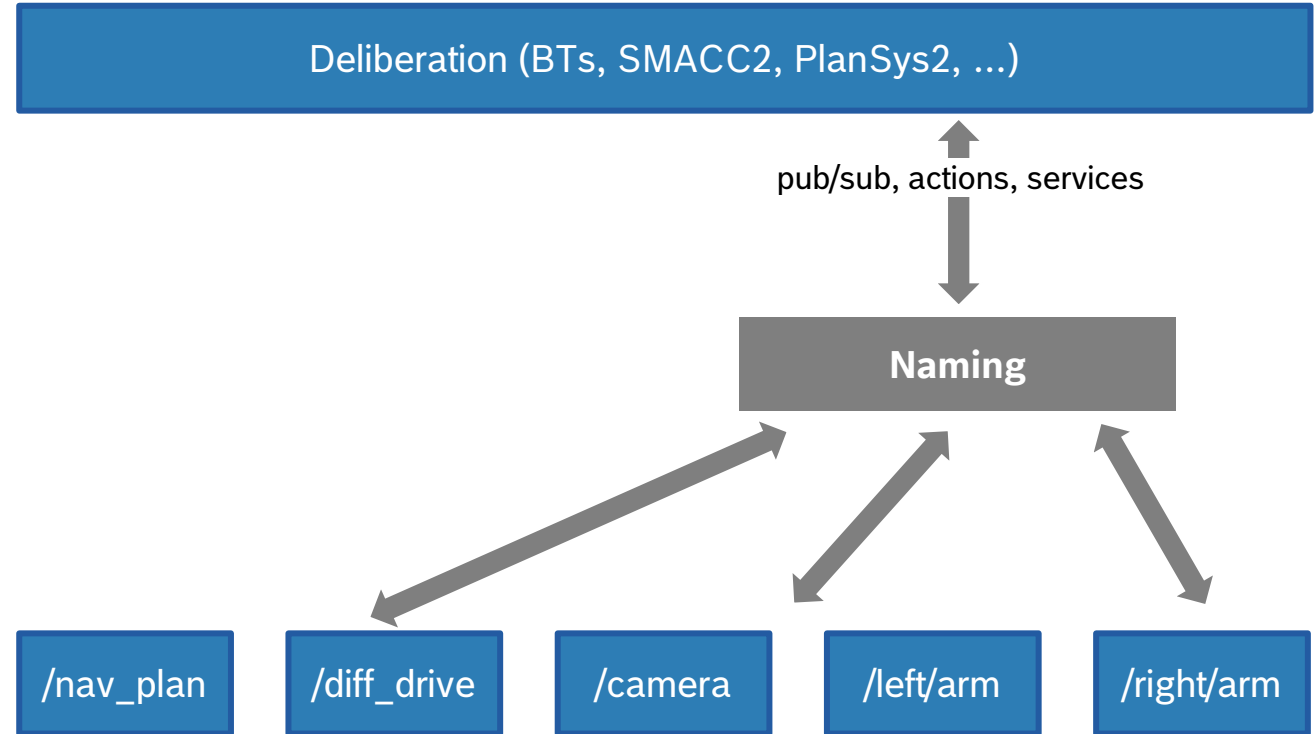 Deliberation (BTs, SMACC2, PlanSys2, ...)
pub/sub, actions, services
Naming
/nav_plan
/diff_drive
/camera
/left/arm
/right/arm